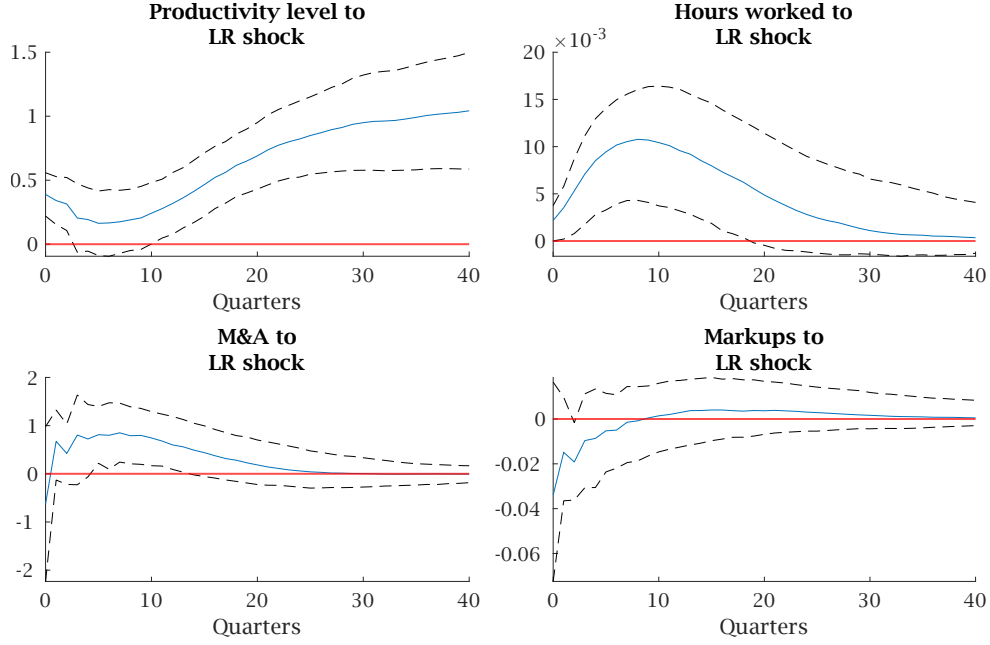 Productivity level to
LR shock
1.5
1
0.5
0
0 10 20 30 40
Quarters
Hours worked to
LR shock
×10-3
20
15
10
5
0
0 10 20 30 40
Quarters
M&A to
LR shock
2
1
0
-1
-2
0 10 20 30 40
Quarters
Markups to
LR shock
0
-0.02
-0.04
-0.06
0 10 20 30 40
Quarters